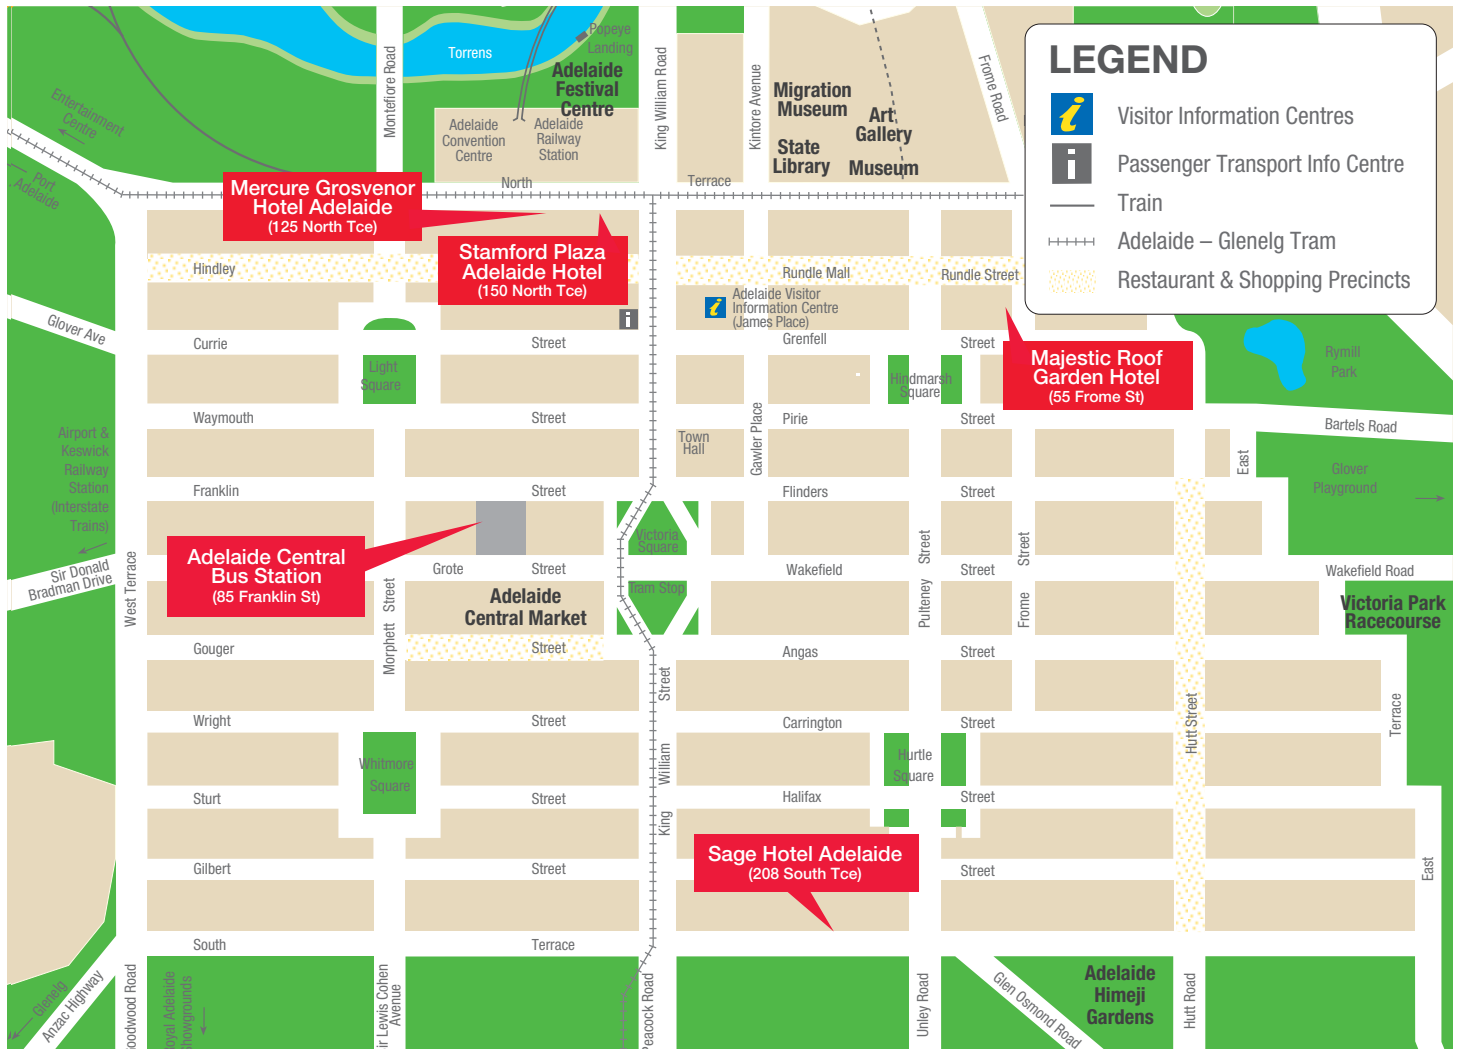 LEGEND
Visitor Information Centres
Passenger Transport Info Centre
Train
Adelaide – Glenelg Tram
Restaurant & Shopping Precincts
Torrens
Popeye
Landing
Adelaide
Festival
Centre
Adelaide
Convention
Centre
Adelaide
Railway
Station
Montefiore Road
King William Road
Kintore Avenue
Frome Road
Migration
Museum
State
Library
Art
Gallery
Museum
Entertainment
Centre
Port
Adelaide
North
Terrace
Mercure Grosvenor
Hotel Adelaide
(125 North Tce)
Stamford Plaza
Adelaide Hotel
(150 North Tce)
Hindley
Rundle Mall
Rundle Street
Adelaide Visitor
Information Centre
(James Place)
Glover Ave
Currie
Street
Grenfell
Street
Light
Square
Hindmarsh
Square
Majestic Roof
Garden Hotel
(55 Frome St)
Rymill
Park
Waymouth
Street
Gawler Place
Pirie
Street
Bartels Road
Town
Hall
East
Glover
Playground
Airport &
Keswick
Railway
Station
(Interstate
Trains)
Franklin
Street
Flinders
Street
Victoria
Square
Adelaide Central
Bus Station
(85 Franklin St)
Sir Donald
Bradman Drive
West Terrace
Grote
Street
Wakefield
Street
Wakefield Road
Tram Stop
Pulteney
Street
Frome
Street
Adelaide
Central Market
Victoria Park
Racecourse
Morphett
Street
Gouger
Street
Angas
Street
Wright
Street
Carrington
Street
Hutt Street
Terrace
Whitmore
Square
Hurtle
Square
King
William
Street
Sturt
Street
Halifax
Street
Sage Hotel Adelaide
(208 South Tce)
Gilbert
Street
Street
East
South
Terrace
Glenelg
Anzac Highway
oodwood Road
oyal Adelaide
howgrounds
ir Lewis Cohen
Avenue
Peacock Road
Unley Road
Glen Osmond Road
Adelaide
Himeji
Gardens
Hutt Road